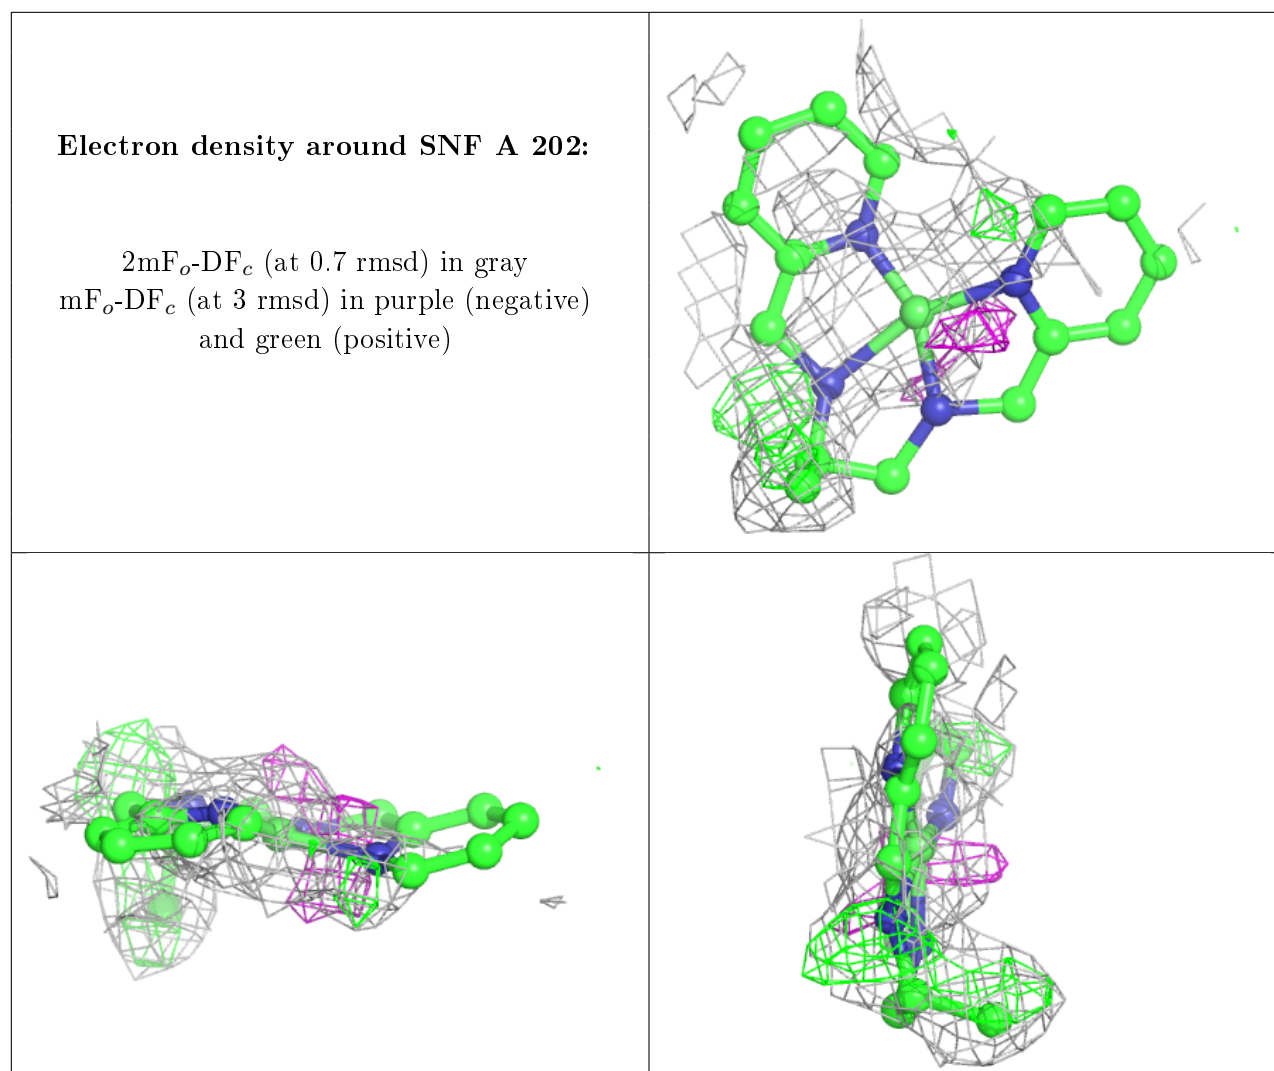 Electron density around SNF A 202:
2mFo-DFc (at 0.7 rmsd) in gray
mFo-DFc (at 3 rmsd) in purple (negative)
and green (positive)